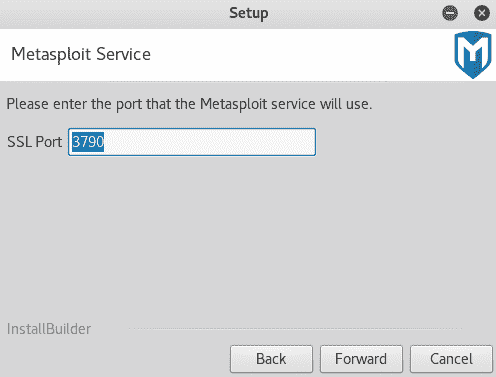 Setup
Metasploit Service
Please enter the port that the Metasploit service will use.
SSL Port 3790
InstallBuilder
Back Forward Cancel